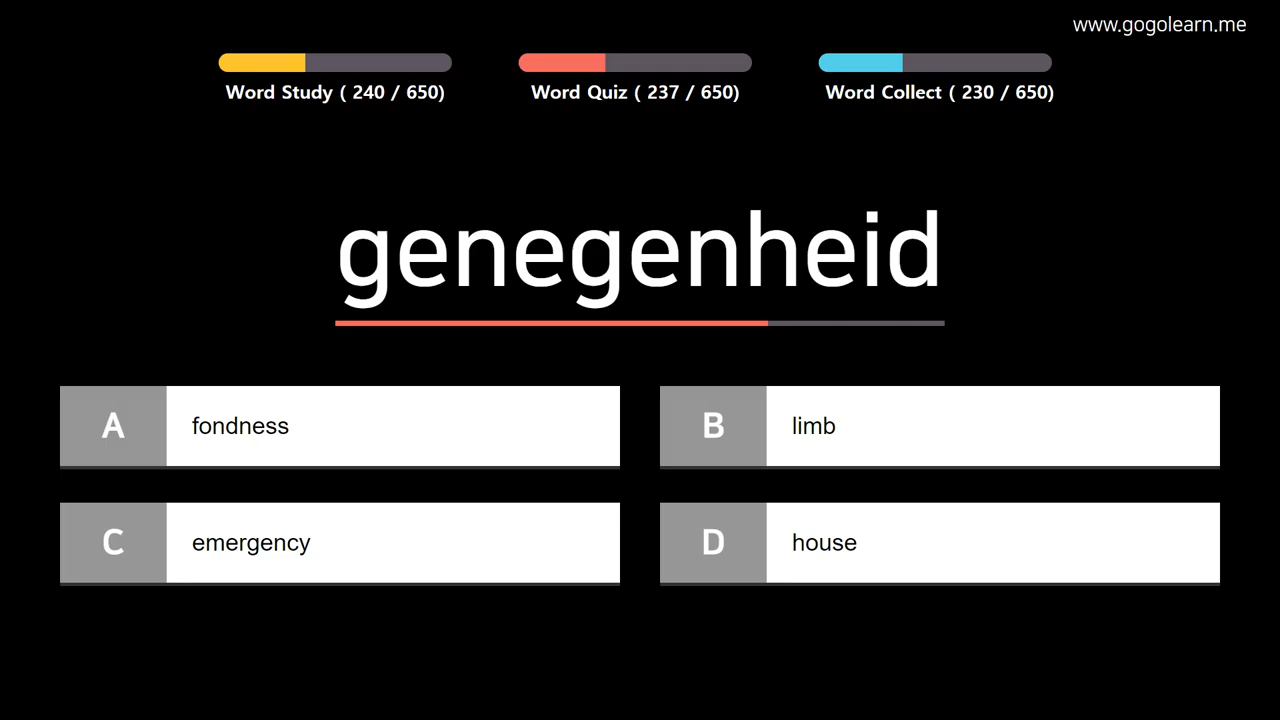 www.gogolearn.me
Word Study ( 240 / 650)
Word Quiz ( 237 / 650)
Word Collect ( 230 / 650)
genegenheid
A fondness
B limb
C emergency
D house